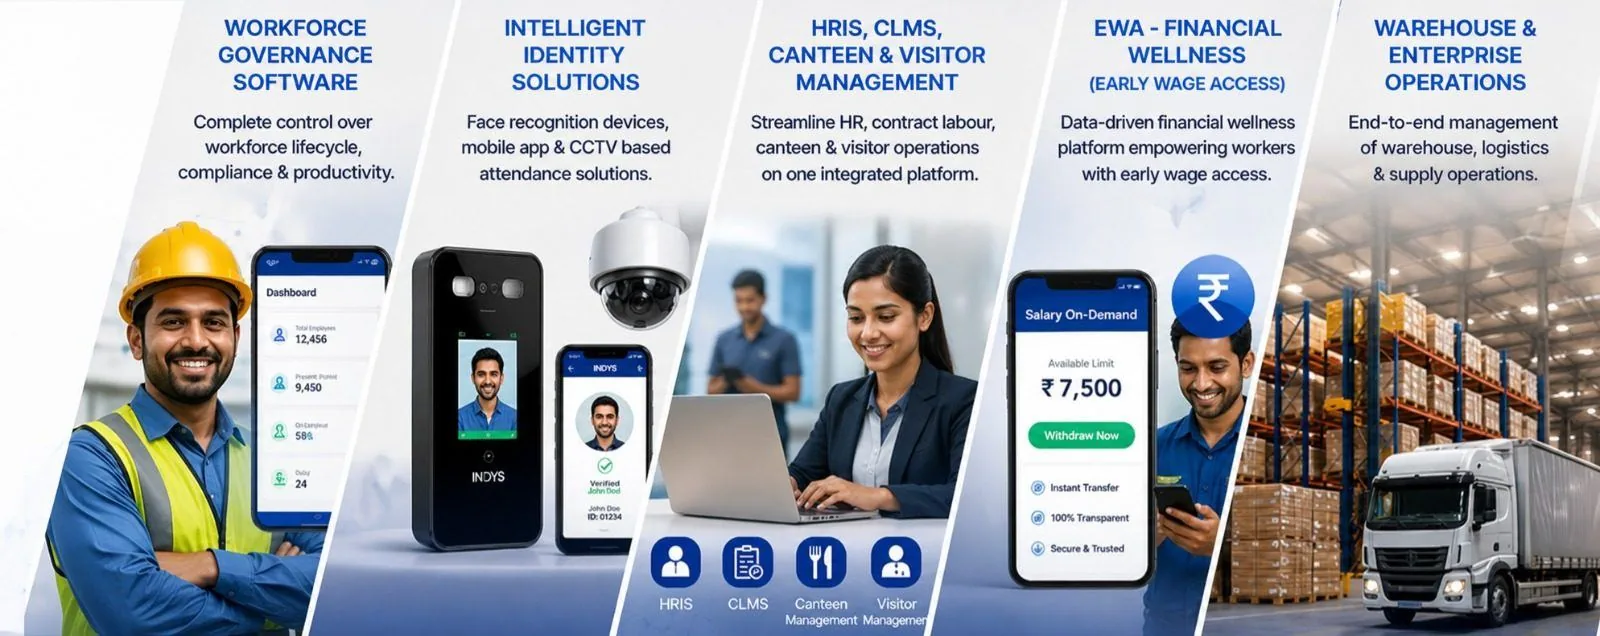 WORKFORCE
GOVERNANCE
SOFTWARE
Complete control over
workforce lifecycle,
compliance & productivity.
Dashboard
Total Employees
12,456
9,450
24
INTELLIGENT
IDENTITY
SOLUTIONS
Face recognition devices,
mobile app & CCTV based
attendance solutions.
INDYS
INDYS
Verified
John Doe
ID: 01234
HRIS, CLMS,
CANTEEN & VISITOR
MANAGEMENT
Streamline HR, contract labour,
canteen & visitor operations
on one integrated platform.
HRIS
CLMS
Canteen
Management
Visitor
Managemen
EWA - FINANCIAL
WELLNESS
(EARLY WAGE ACCESS)
Data-driven financial wellness
platform empowering workers
with early wage access.
₹
Salary On-Demand
Available Limit
₹ 7,500
Withdraw Now
Instant Transfer
100% Transparent
Secure & Trusted
WAREHOUSE &
ENTERPRISE
OPERATIONS
End-to-end management
of warehouse, logistics
& supply operations.